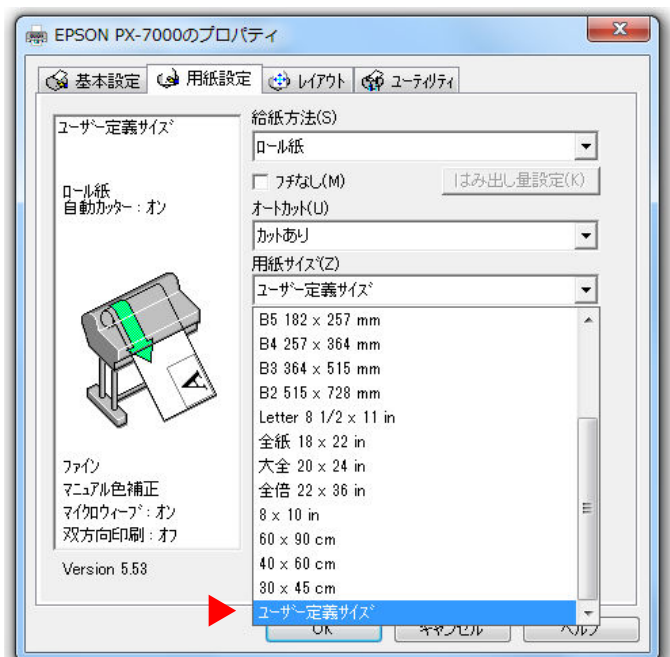 EPSON PX-7000のプロパティ
基本設定
用紙設定
レイアウト
ユーティリティ
ユーザー定義サイズ
ロール紙
自動カッター：オン
A
ファイン
マニュアル色補正
マイクロウィーブ：オン
双方向印刷：オフ
Version 5.53
給紙方法(S)
ロール紙
フチなし(M)
はみ出し量設定(K)
オートカット(U)
カットあり
用紙サイズ(Z)
ユーザー定義サイズ
B5 182 x 257 mm
B4 257 x 364 mm
B3 364 x 515 mm
B2 515 x 728 mm
Letter 8 1/2 x 11 in
全紙 18 x 22 in
大全 20 x 24 in
全倍 22 x 36 in
8 x 10 in
60 x 90 cm
40 x 60 cm
30 x 45 cm
ユーザー定義サイズ
OK
キャンセル
ヘルプ